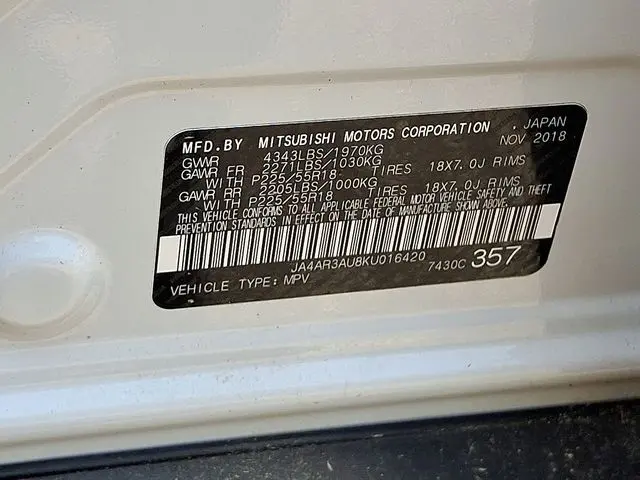 MFD.BY MITSUBISHI MOTORS CORPORATION , JAPAN
GVWR 4343LBS/1970KG NOV 2018
GAWR FR 2271LBS/1030KG
WITH P225/55R18 TIRES 18X7.0J RIMS
GAWR RR 2205LBS/1000KG
WITH P225/55R18 TIRES 18X7.0J RIMS
THIS VEHICLE CONFORMS TO ALL APPLICABLE FEDERAL MOTOR VEHICLE SAFETY AND THEFT
PREVENTION STANDARDS IN EFFECT ON THE DATE OF MANUFACTURE SHOWN ABOVE.
JA4AR3AU8KU016420
VEHICLE TYPE: MPV 7430C 357